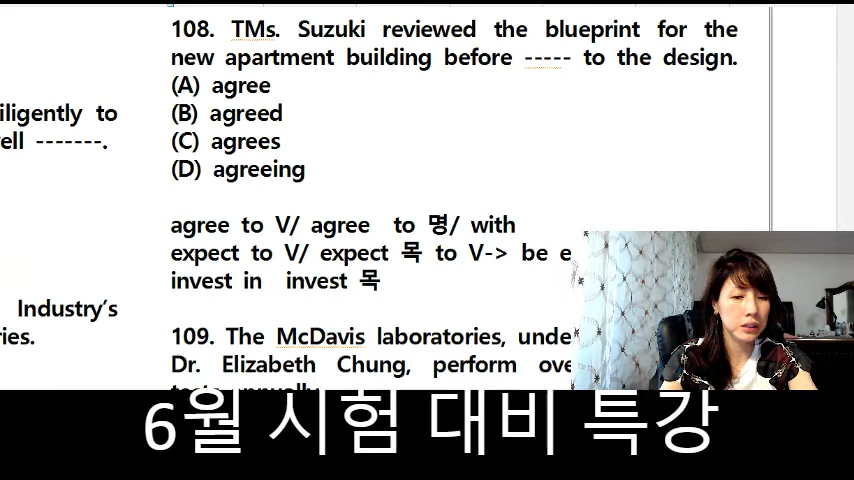 108. TMs. Suzuki reviewed the blueprint for the
new apartment building before ----- to the design.
(A) agree
(B) agreed
(C) agrees
(D) agreeing
iligently to
ell -------.
agree to V/ agree to 명/ with
expect to V/ expect 목 to V-> be e
invest in invest 목
Industry's
ries.
109. The McDavis laboratories, unde
Dr. Elizabeth Chung, perform ove
6월 시험 대비 특강